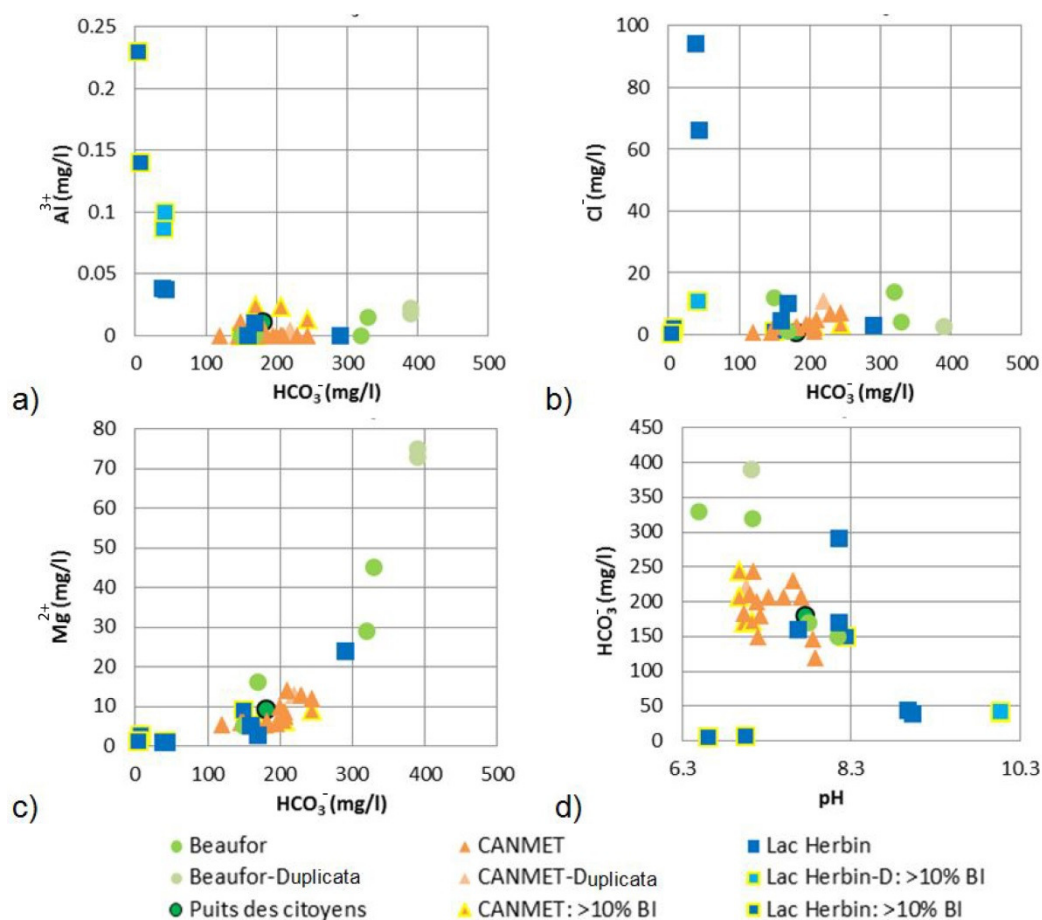 0.25
0.2
0.15
0.1
0.05
0
0 100 200 300 400 500
Al3+ (mg/l)
HCO3- (mg/l)
a)
100
80
60
40
20
0
0 100 200 300 400 500
Cl- (mg/l)
HCO3- (mg/l)
b)
80
70
60
50
40
30
20
10
0
0 100 200 300 400 500
Mg2+ (mg/l)
HCO3- (mg/l)
c)
450
400
350
300
250
200
150
100
50
0
6.3 8.3 10.3
HCO3- (mg/l)
pH
d)
Beaufor CANMET Lac Herbin
Beaufor-Duplicata CANMET-Duplicata Lac Herbin-D: >10% BI
Puits des citoyens CANMET: >10% BI Lac Herbin: >10% BI